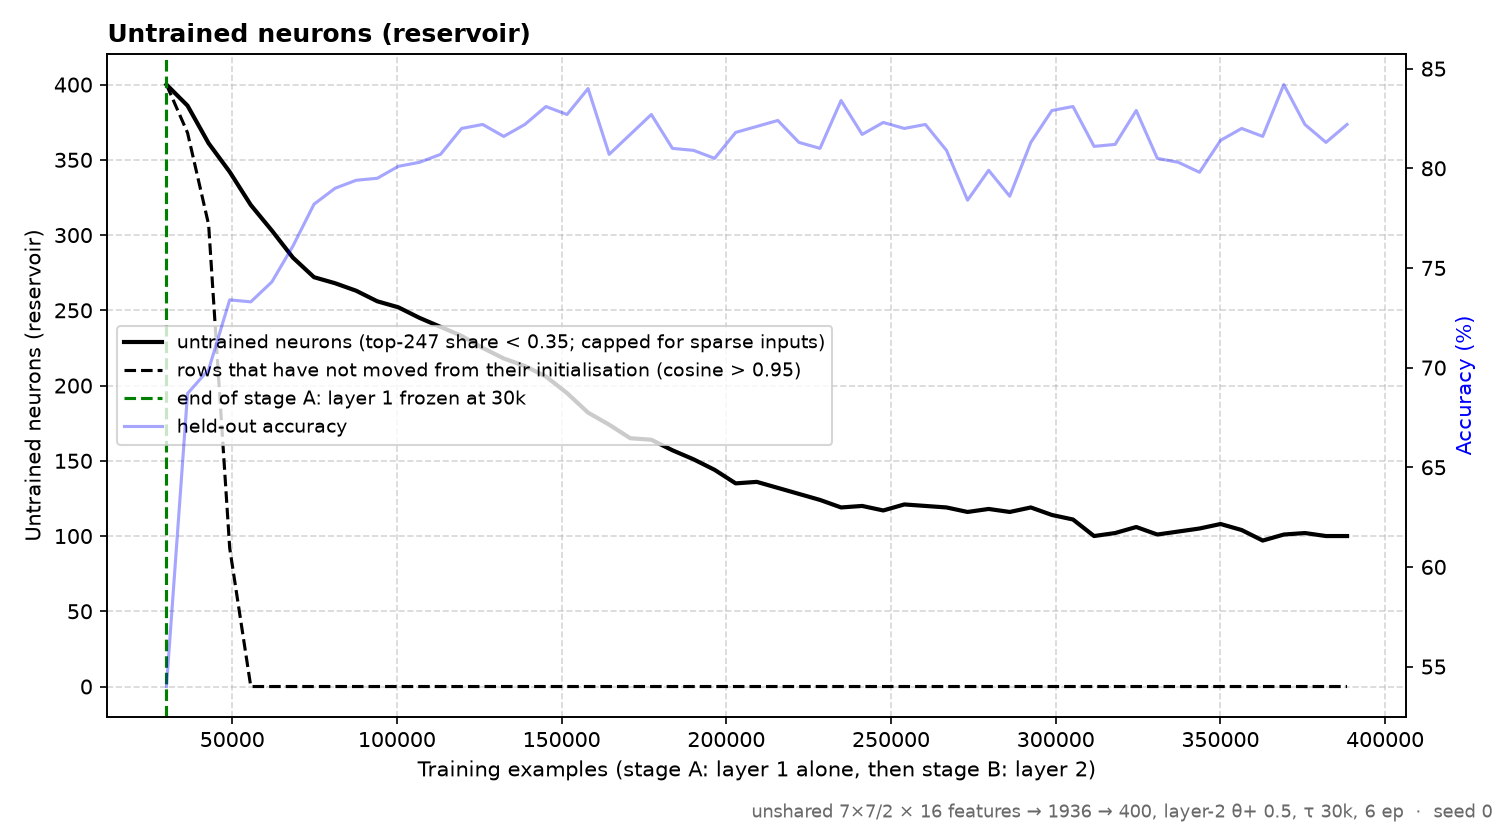 Untrained neurons (reservoir)
Untrained neurons (reservoir)
400
350
300
250
200
150
100
50
0
85
80
75
70
65
60
55
Accuracy (%)
untrained neurons (top-247 share < 0.35; capped for sparse inputs)
rows that have not moved from their initialisation (cosine > 0.95)
end of stage A: layer 1 frozen at 30k
held-out accuracy
50000 100000 150000 200000 250000 300000 350000 400000
Training examples (stage A: layer 1 alone, then stage B: layer 2)
unshared 7×7/2 × 16 features → 1936 → 400, layer-2 θ+ 0.5, τ 30k, 6 ep · seed 0